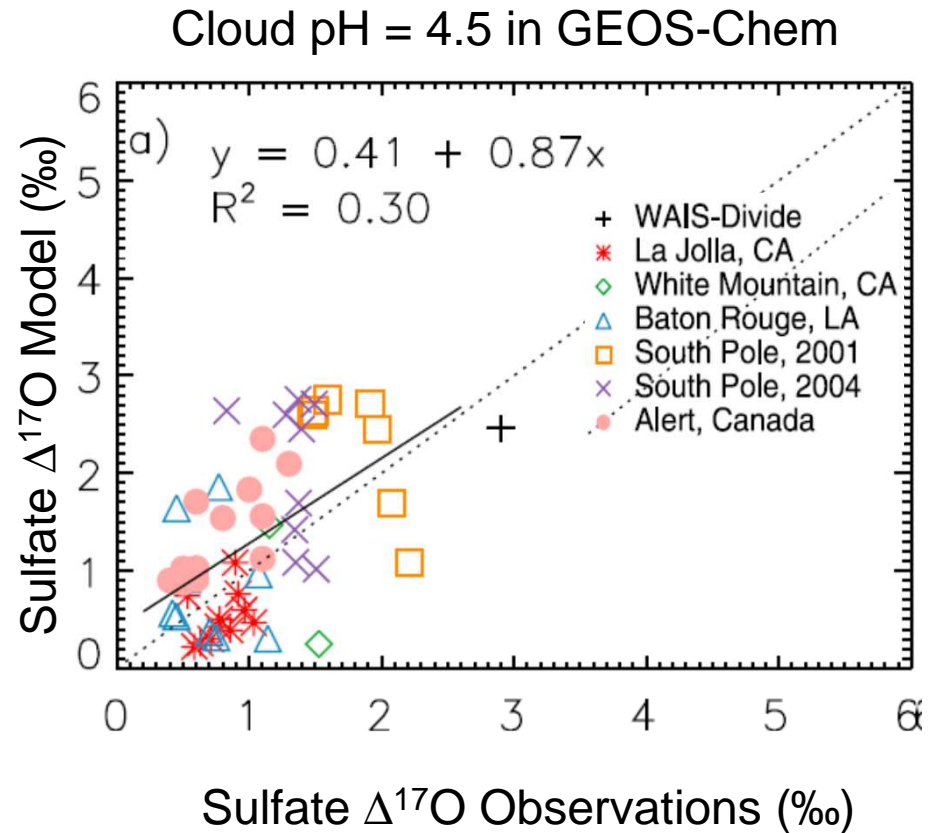 Cloud pH = 4.5 in GEOS-Chem
Sulfate Δ¹⁷O Model (‰)
6
5
4
3
2
1
0
a)
y = 0.41 + 0.87x
R² = 0.30
WAIS-Divide
La Jolla, CA
White Mountain, CA
Baton Rouge, LA
South Pole, 2001
South Pole, 2004
Alert, Canada
0 1 2 3 4 5 6
Sulfate Δ¹⁷O Observations (‰)